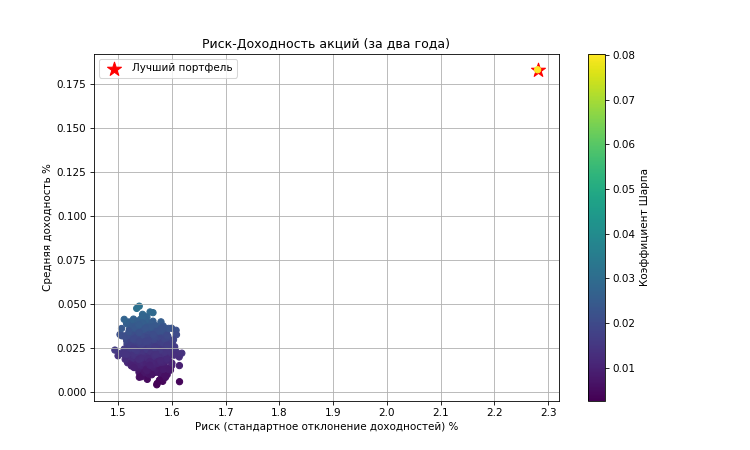 Риск-Доходность акций (за два года)
Лучший портфель
Средняя доходность %
0.175
0.150
0.125
0.100
0.075
0.050
0.025
0.000
1.5 1.6 1.7 1.8 1.9 2.0 2.1 2.2 2.3
Риск (стандартное отклонение доходностей) %
0.08
0.07
0.06
0.05
0.04
0.03
0.02
0.01
Коэффициент Шарпа